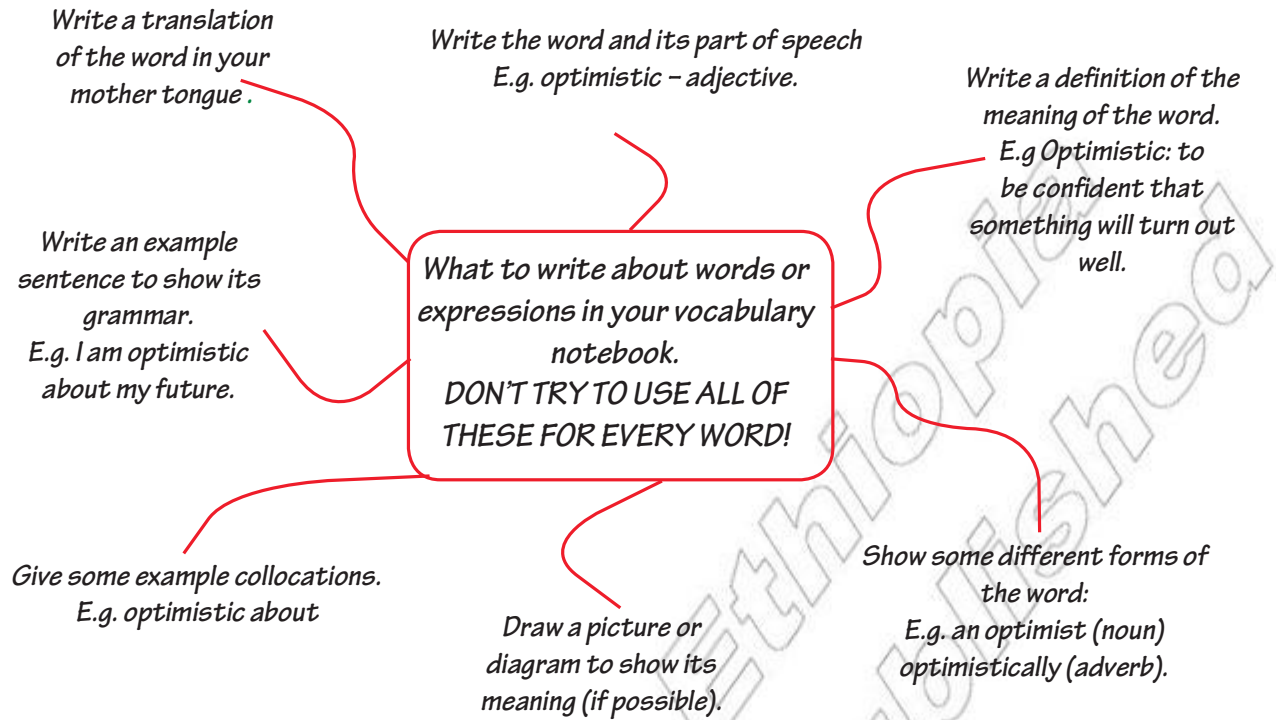 Write a translation
of the word in your
mother tongue .
Write the word and its part of speech
E.g. optimistic – adjective.
Write a definition of the
meaning of the word.
E.g Optimistic: to
be confident that
something will turn out
well.
Write an example
sentence to show its
grammar.
E.g. I am optimistic
about my future.
What to write about words or
expressions in your vocabulary
notebook.
DON'T TRY TO USE ALL OF
THESE FOR EVERY WORD!
Give some example collocations.
E.g. optimistic about
Draw a picture or
diagram to show its
meaning (if possible).
Show some different forms of
the word:
E.g. an optimist (noun)
optimistically (adverb).
Ethiopia
blished